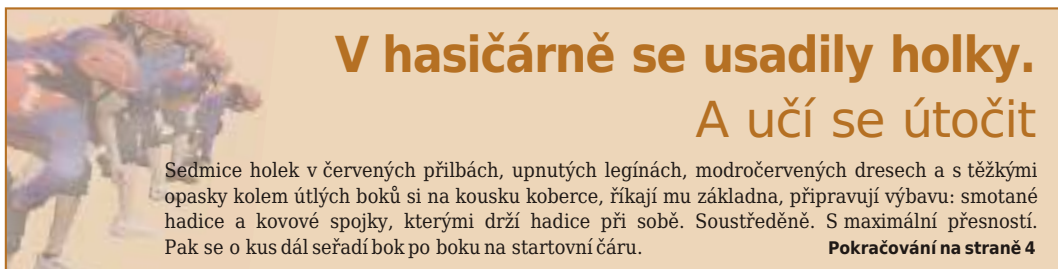 V hasičárně se usadily holky.
A učí se útočit
Sedmice holek v červených přilbách, upnutých legínách, modročervených dresech a s těžkými
opasky kolem útlých boků si na kousku koberce, říkají mu základna, připravují výbavu: smotané
hadice a kovové spojky, kterými drží hadice při sobě. Soustředěně. S maximální přesností.
Pak se o kus dál seřadí bok po boku na startovní čáru. Pokračování na straně 4